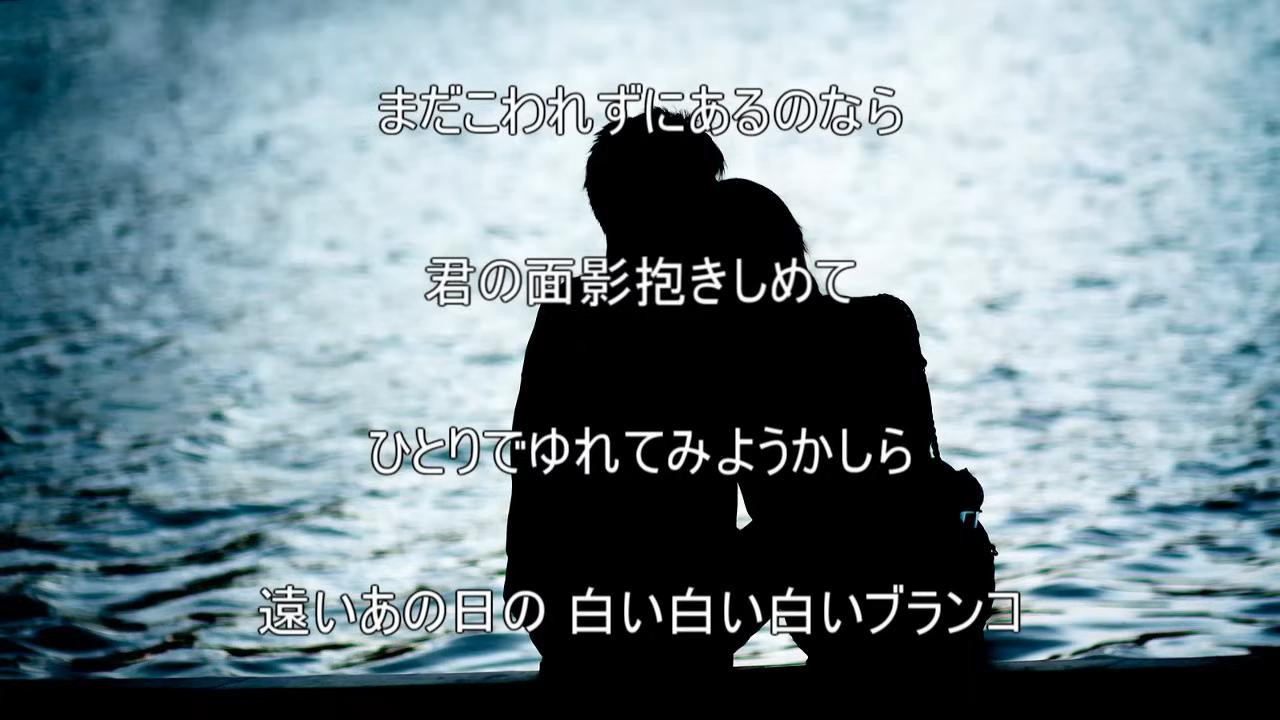 まだこわれずにあるのなら
君の面影抱きしめて
ひとりでゆれてみようかしら
遠いあの日の 白い白い白いブランコ